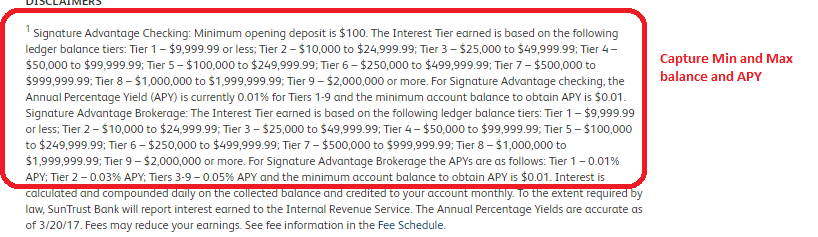 DISCLAIMERS
1 Signature Advantage Checking: Minimum opening deposit is $100. The Interest Tier earned is based on the following
ledger balance tiers: Tier 1 – $9,999.99 or less; Tier 2 – $10,000 to $24,999.99; Tier 3 – $25,000 to $49,999.99; Tier 4 –
$50,000 to $99,999.99; Tier 5 – $100,000 to $249,999.99; Tier 6 – $250,000 to $499,999.99; Tier 7 – $500,000 to
$999,999.99; Tier 8 – $1,000,000 to $1,999,999.99; Tier 9 – $2,000,000 or more. For Signature Advantage checking, the
Annual Percentage Yield (APY) is currently 0.01% for Tiers 1-9 and the minimum account balance to obtain APY is $0.01.
Signature Advantage Brokerage: The Interest Tier earned is based on the following ledger balance tiers: Tier 1 – $9,999.99
or less; Tier 2 – $10,000 to $24,999.99; Tier 3 – $25,000 to $49,999.99; Tier 4 – $50,000 to $99,999.99; Tier 5 – $100,000
to $249,999.99; Tier 6 – $250,000 to $499,999.99; Tier 7 – $500,000 to $999,999.99; Tier 8 – $1,000,000 to
$1,999,999.99; Tier 9 – $2,000,000 or more. For Signature Advantage Brokerage the APYs are as follows: Tier 1 – 0.01%
APY; Tier 2 – 0.03% APY; Tiers 3-9 – 0.05% APY and the minimum account balance to obtain APY is $0.01. Interest is
calculated and compounded daily on the collected balance and credited to your account monthly. To the extent required by
law, SunTrust Bank will report interest earned to the Internal Revenue Service. The Annual Percentage Yields are accurate as
of 3/20/17. Fees may reduce your earnings. See fee information in the Fee Schedule.
Capture Min and Max
balance and APY